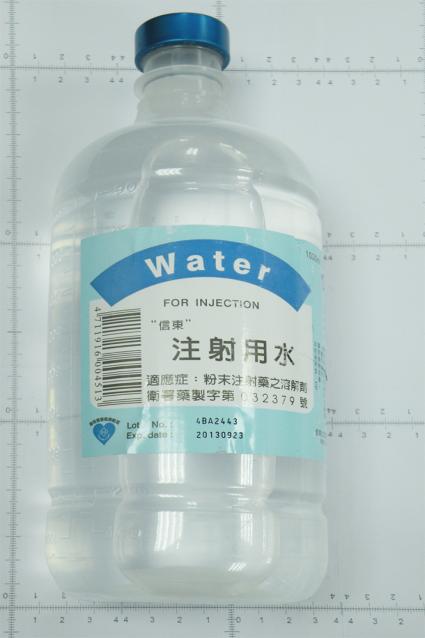 Water
FOR INJECTION
"信東"
注射用水
適應症：粉末注射藥之溶解劑
衛署藥製字第032379號
4711916004513
Lot. No.: 4BA2443
Exp. date: 20130923